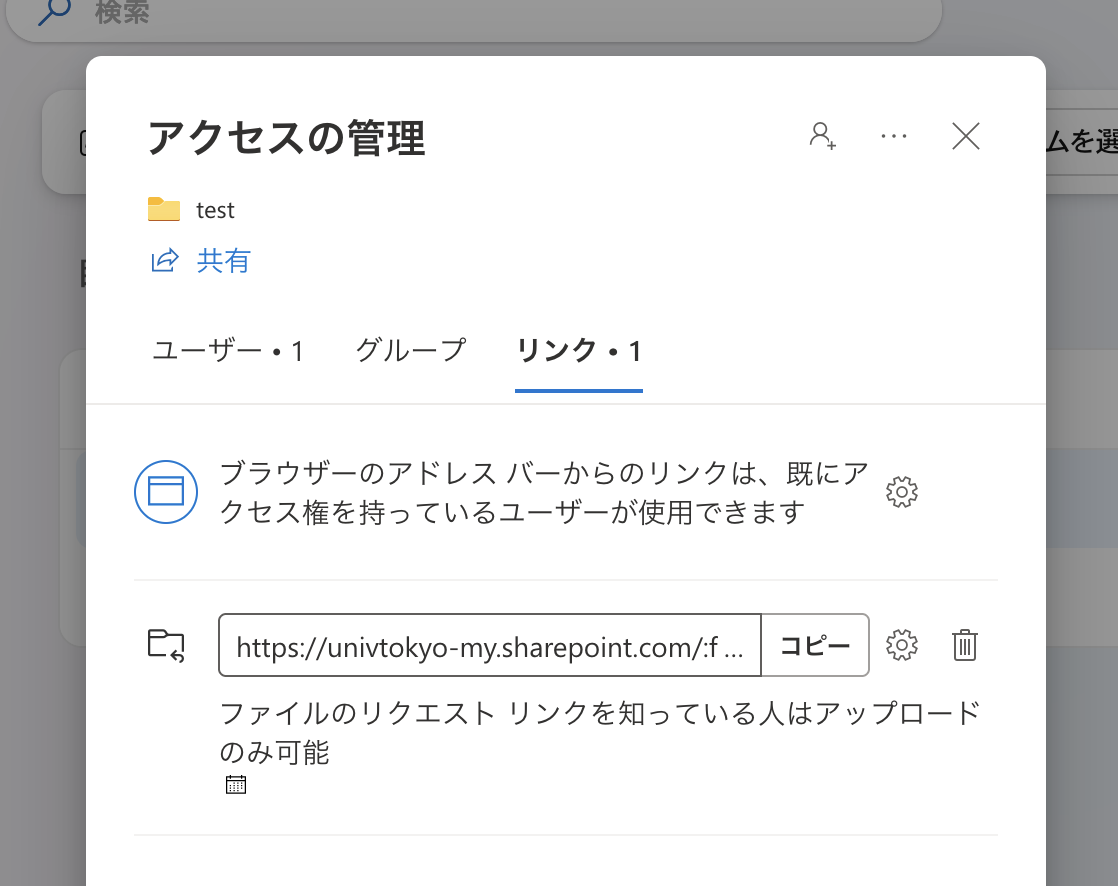 検索
アクセスの管理
ムを選
test
共有
ユーザー • 1
グループ
リンク • 1
ブラウザーのアドレス バーからのリンクは、既にア
クセス権を持っているユーザーが使用できます
https://univtokyo-my.sharepoint.com/:f ...
コピー
ファイルのリクエスト リンクを知っている人はアップロード
のみ可能